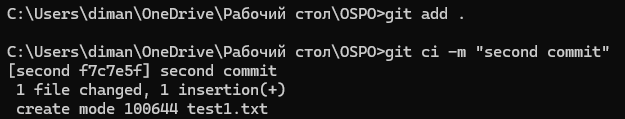 C:\Users\diman\OneDrive\Рабочий стол\OSPO>git add .
C:\Users\diman\OneDrive\Рабочий стол\OSPO>git ci -m "second commit"
[second f7c7e5f] second commit
 1 file changed, 1 insertion(+)
 create mode 100644 test1.txt